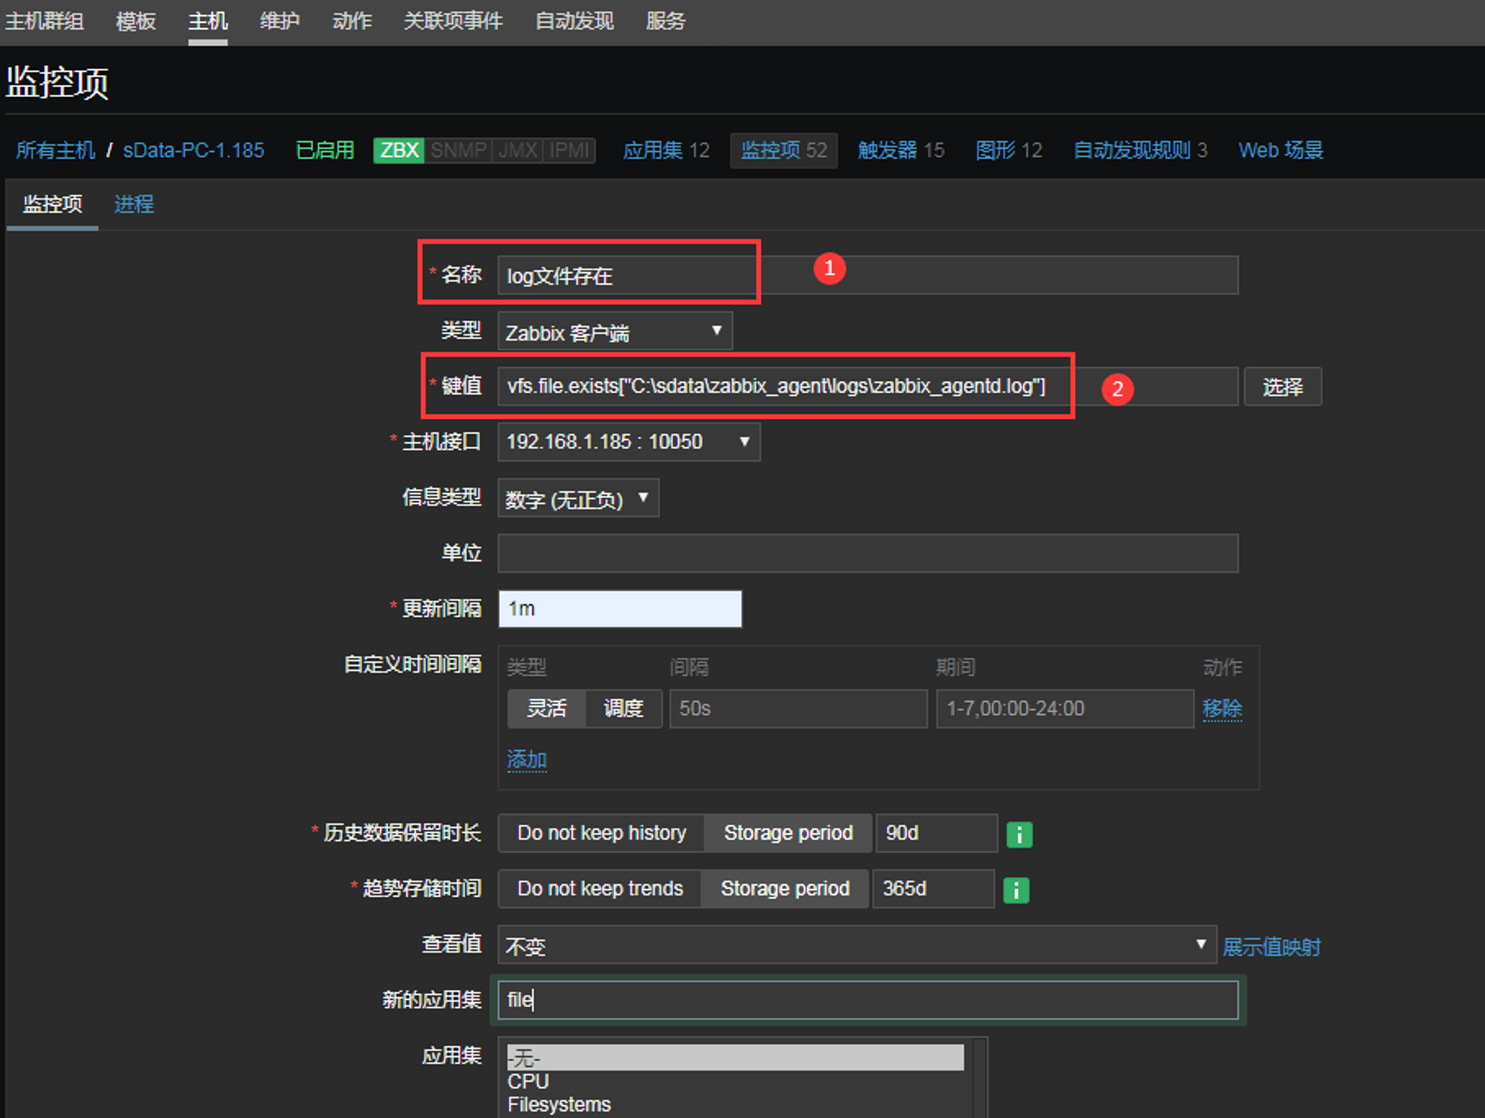 主机群组 模板 主机 维护 动作 关联项事件 自动发现 服务
监控项
所有主机 / sData-PC-1.185 已启用 ZBX SNMP JMX IPMI 应用集 12 监控项 52 触发器 15 图形 12 自动发现规则 3 Web 场景
监控项 进程
* 名称 log文件存在 1
类型 Zabbix 客户端
* 键值 vfs.file.exists["C:\sdata\zabbix_agent\logs\zabbix_agentd.log"] 2 选择
* 主机接口 192.168.1.185 : 10050
信息类型 数字 (无正负)
单位
* 更新间隔 1m
自定义时间间隔 类型 间隔 期间 动作
灵活 调度 50s 1-7,00:00-24:00 移除
添加
* 历史数据保留时长 Do not keep history Storage period 90d i
* 趋势存储时间 Do not keep trends Storage period 365d i
查看值 不变 展示值映射
新的应用集 file
应用集 -无-
CPU
Filesystems